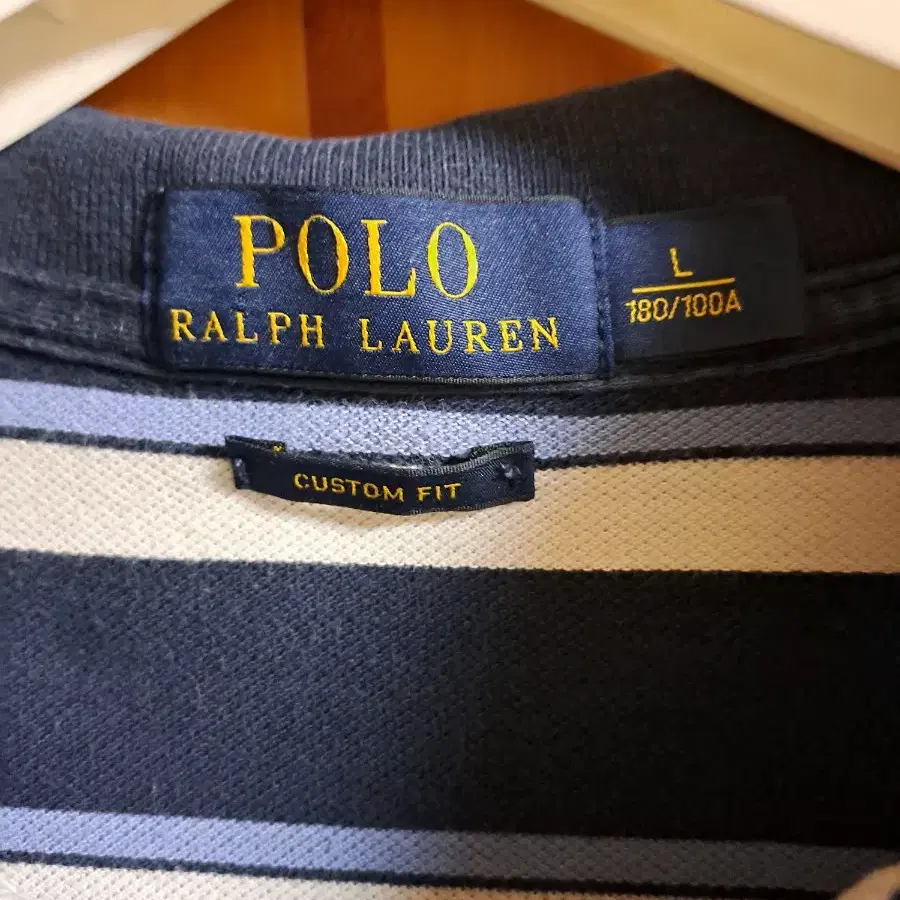 POLO
RALPH LAUREN
L
180/100A
CUSTOM FIT